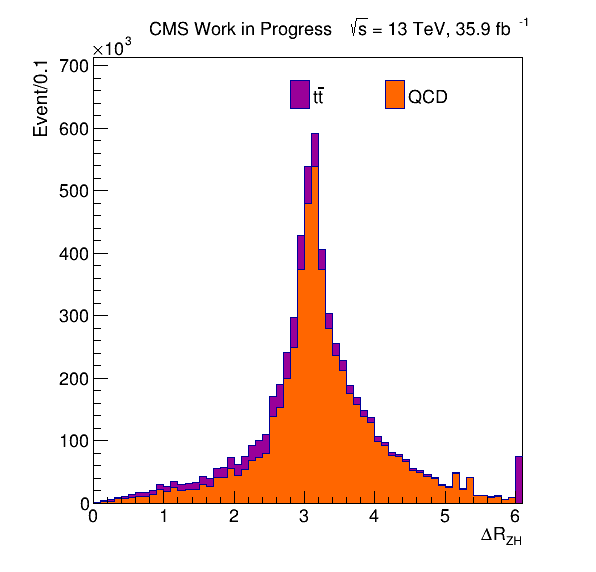 CMS Work in Progress √s = 13 TeV, 35.9 fb⁻¹
×10³
Event/0.1
700
600
500
400
300
200
100
0
tt̅ QCD
0 1 2 3 4 5 6
ΔR_ZH